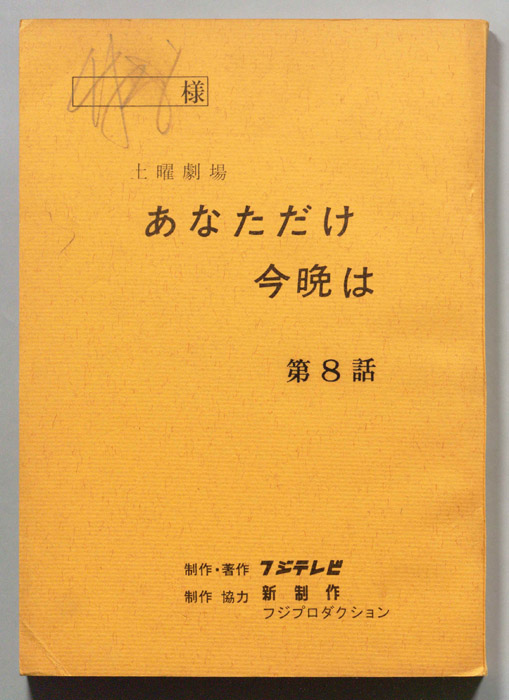 様
土曜劇場
あなただけ
今晩は
第8話
制作・著作 フジテレビ
制作 協力 新制作
フジプロダクション